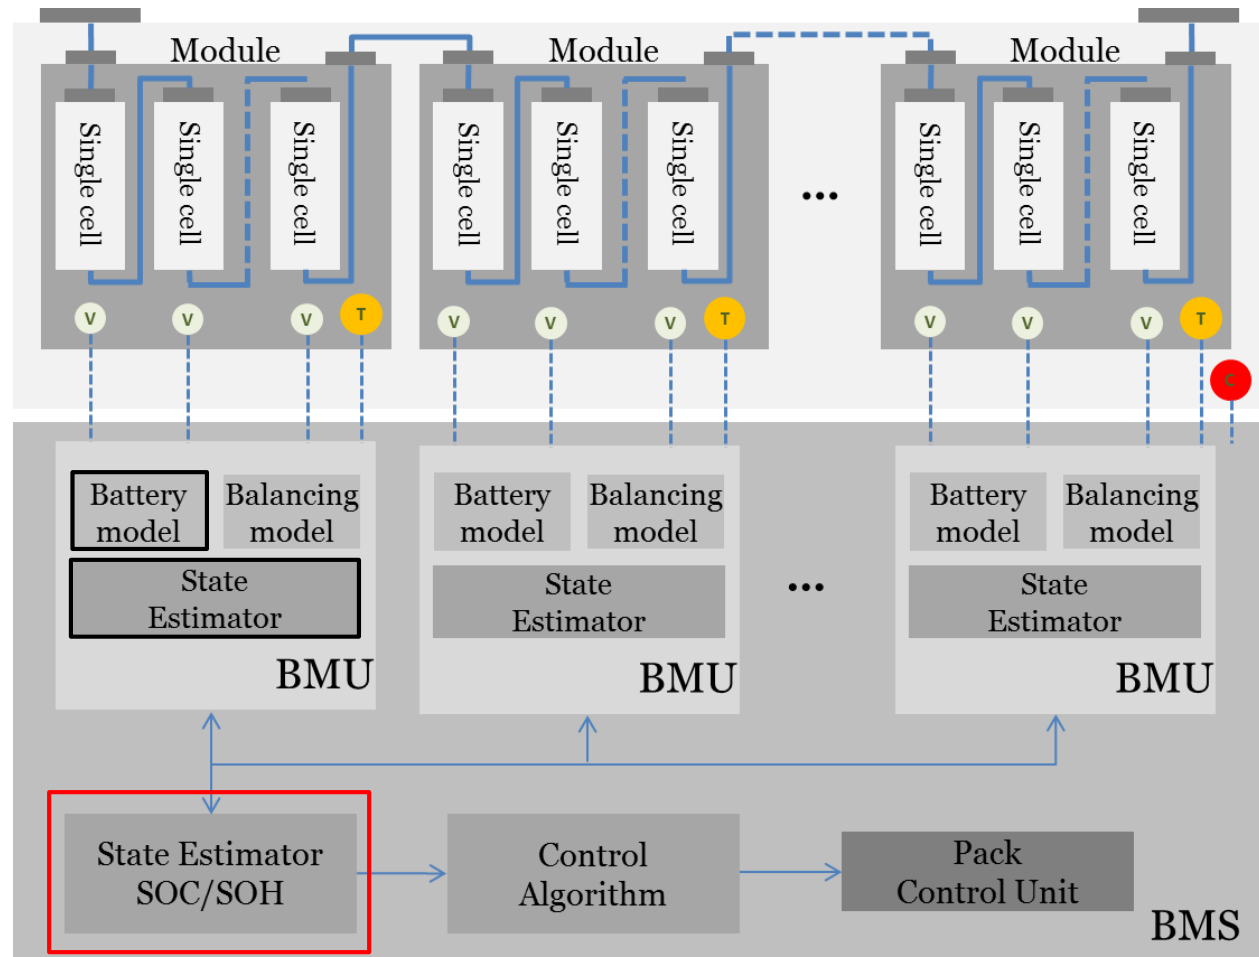 Module
Module
Module
Single cell
Single cell
Single cell
Single cell
Single cell
Single cell
...
Single cell
Single cell
Single cell
V
V
V
T
V
V
V
T
V
V
V
T
C
Battery
model
Balancing
model
State
Estimator
BMU
Battery
model
Balancing
model
State
Estimator
BMU
...
Battery
model
Balancing
model
State
Estimator
BMU
State Estimator
SOC/SOH
Control
Algorithm
Pack
Control Unit
BMS